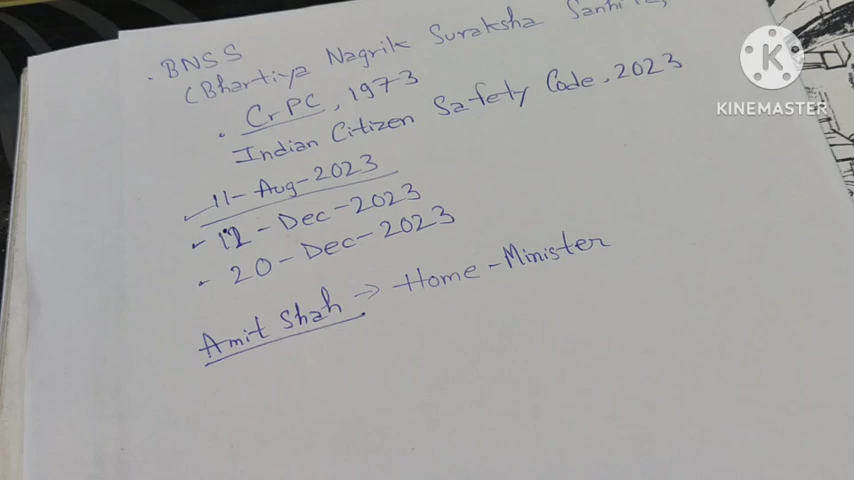 . BNSS
(Bhartiya Nagrik Suraksha Sanhita,
. CrPC, 1973
Indian Citizen Safety Code, 2023
11-Aug-2023
12-Dec-2023
20-Dec-2023
Amit Shah → Home-Minister
KINEMASTER